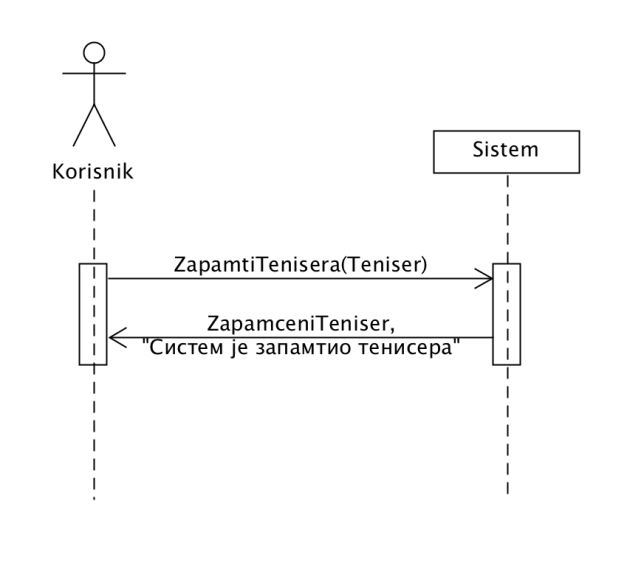 Korisnik
Sistem
ZapamtiTenisera(Teniser)
ZapamceniTeniser,
"Систем је запамтио тенисера"